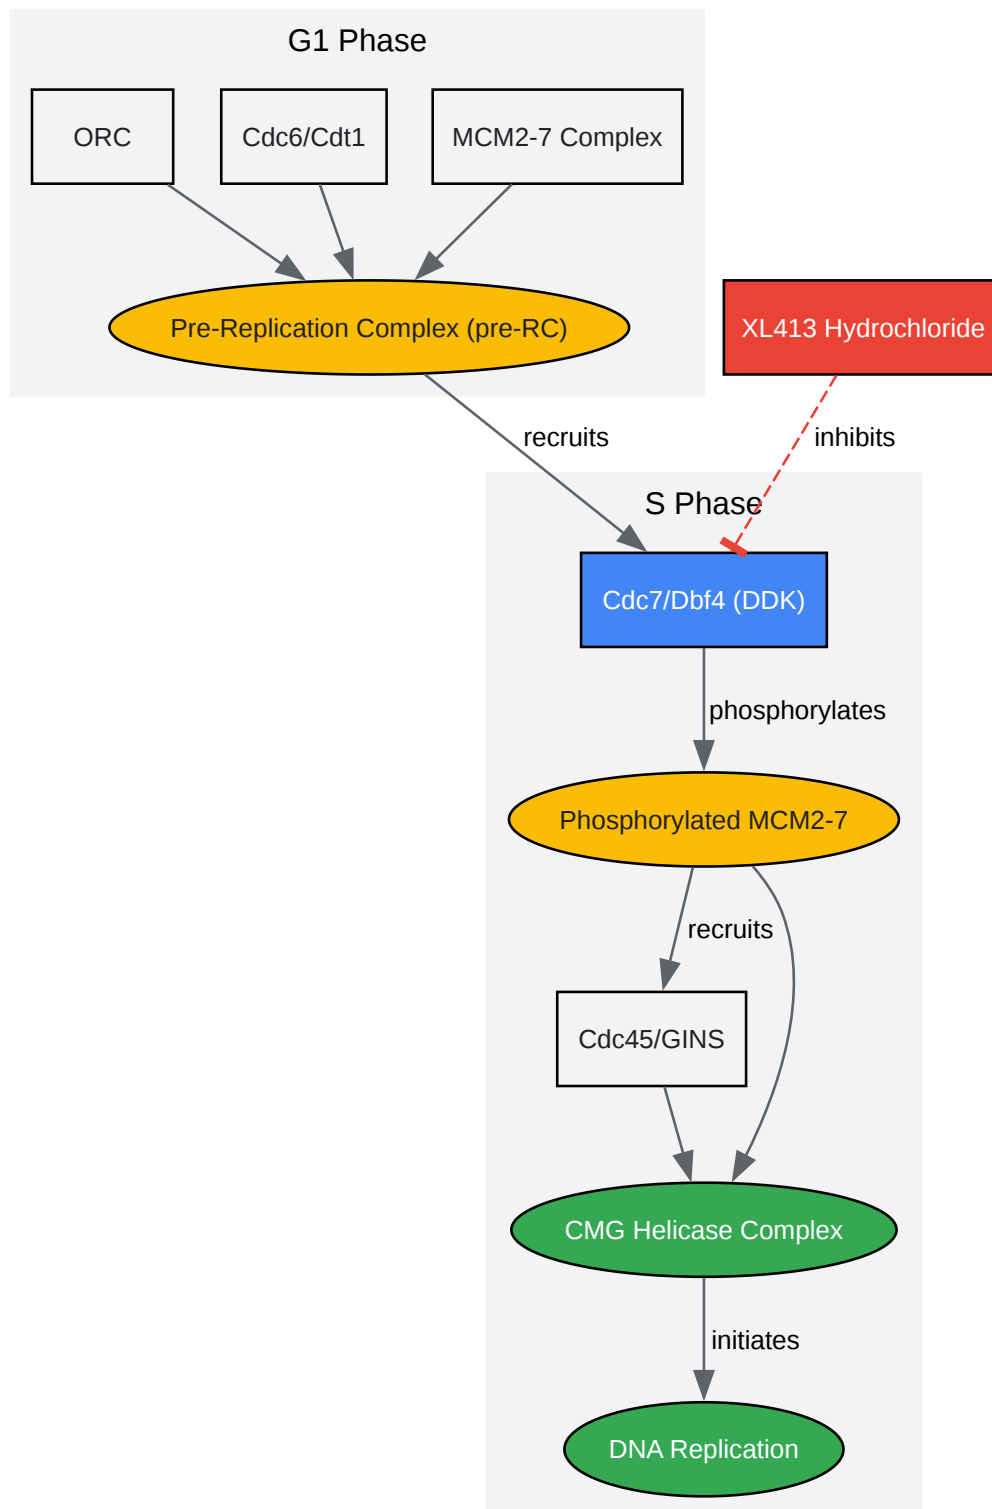 G1 Phase
ORC
Cdc6/Cdt1
MCM2-7 Complex
Pre-Replication Complex (pre-RC)
XL413 Hydrochloride
recruits
inhibits
S Phase
Cdc7/Dbf4 (DDK)
phosphorylates
Phosphorylated MCM2-7
recruits
Cdc45/GINS
CMG Helicase Complex
initiates
DNA Replication